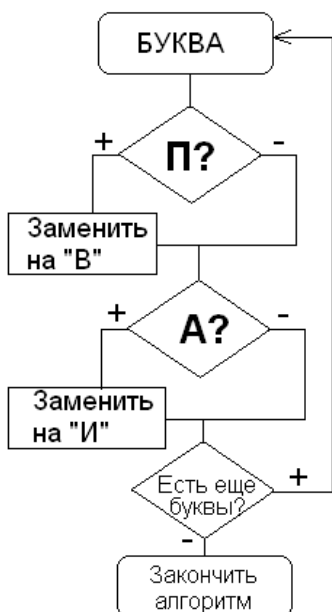 БУКВА
+ -
П?
Заменить
на "В"
+ -
А?
Заменить
на "И"
Есть еще
буквы?
+
-
Закончить
алгоритм